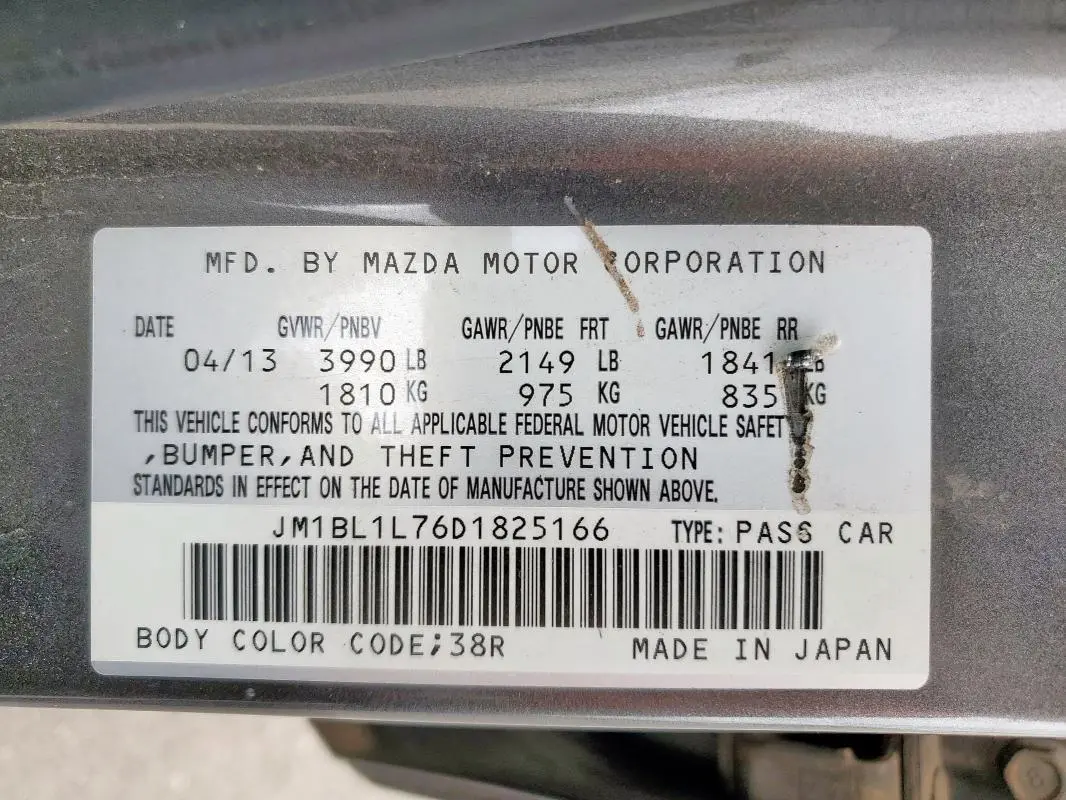 MFD. BY MAZDA MOTOR CORPORATION
DATE GVWR/PNBV GAWR/PNBE FRT GAWR/PNBE RR
04/13 3990 LB 2149 LB 1841 LB
1810 KG 975 KG 835 KG
THIS VEHICLE CONFORMS TO ALL APPLICABLE FEDERAL MOTOR VEHICLE SAFETY
,BUMPER,AND THEFT PREVENTION
STANDARDS IN EFFECT ON THE DATE OF MANUFACTURE SHOWN ABOVE.
JM1BL1L76D1825166 TYPE: PASS CAR
BODY COLOR CODE;38R MADE IN JAPAN